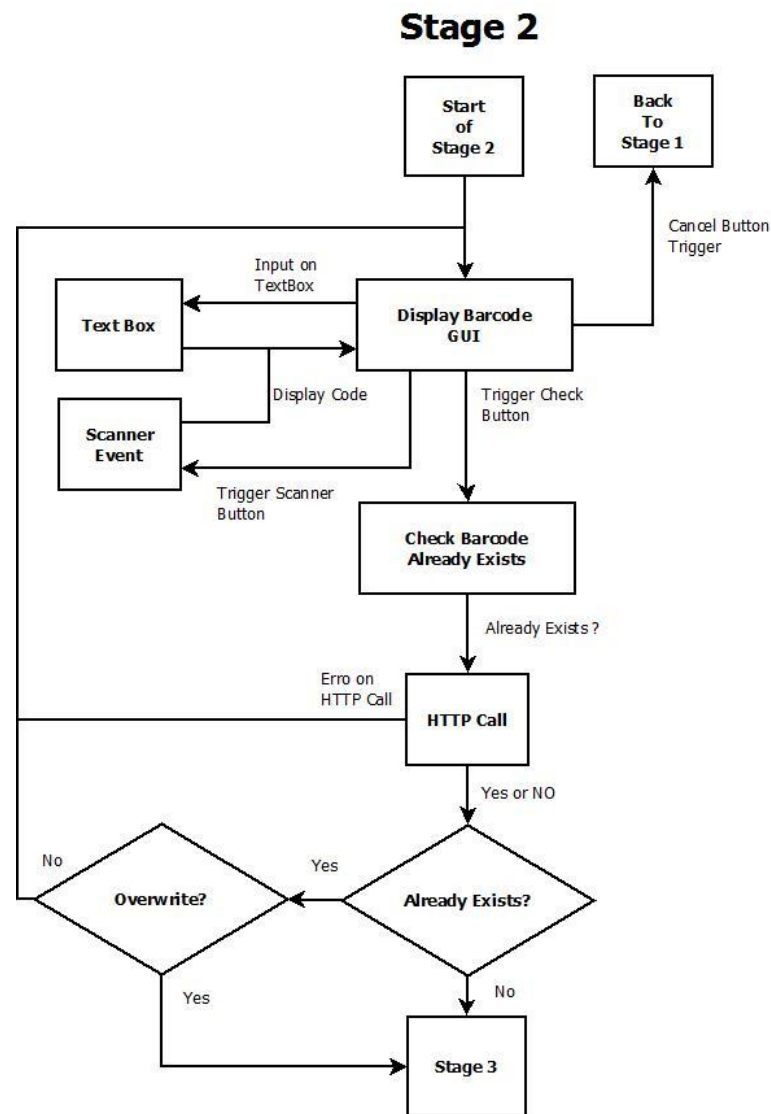 Stage 2
Start
of
Stage 2
Back
To
Stage 1
Cancel Button
Trigger
Input on
TextBox
Text Box
Display Barcode
GUI
Display Code
Trigger Check
Button
Scanner
Event
Trigger Scanner
Button
Check Barcode
Already Exists
Already Exists ?
Erro on
HTTP Call
HTTP Call
Yes or NO
No
Yes
Overwrite?
Already Exists?
Yes
No
Stage 3